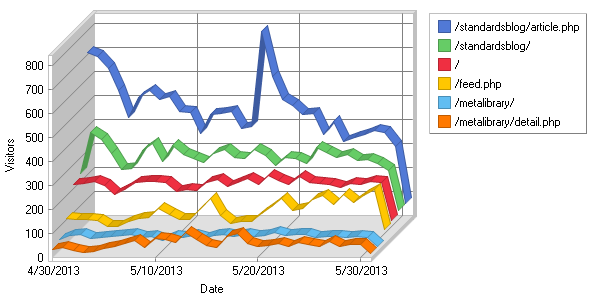 /standardsblog/article.php
/standardsblog/
/
/feed.php
/metalibrary/
/metalibrary/detail.php
Visitors
800
700
600
500
400
300
200
100
0
4/30/2013 5/10/2013 5/20/2013 5/30/2013
Date